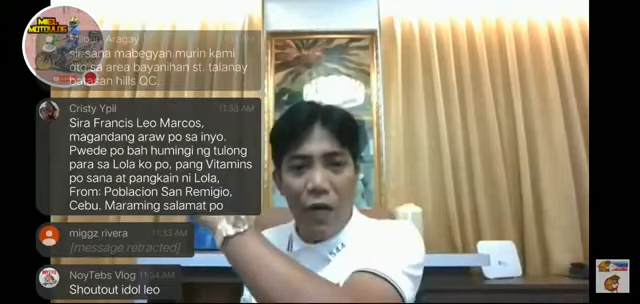 MIEL
MOTOVLOG
Aragay
sir sana mabegyan murin kami
dto sa area bayanihan st. talanay
batasan hills QC.
Cristy Ypil 11:33 AM
Sira Francis Leo Marcos,
magandang araw po sa inyo.
Pwede po bah humingi ng tulong
para sa Lola ko po, pang Vitamins
po sana at pangkain ni Lola,
From: Poblacion San Remigio,
Cebu. Maraming salamat po
miggz rivera 11:33 AM
[message retracted]
NoyTebs Vlog 11:34 AM
Shoutout idol leo